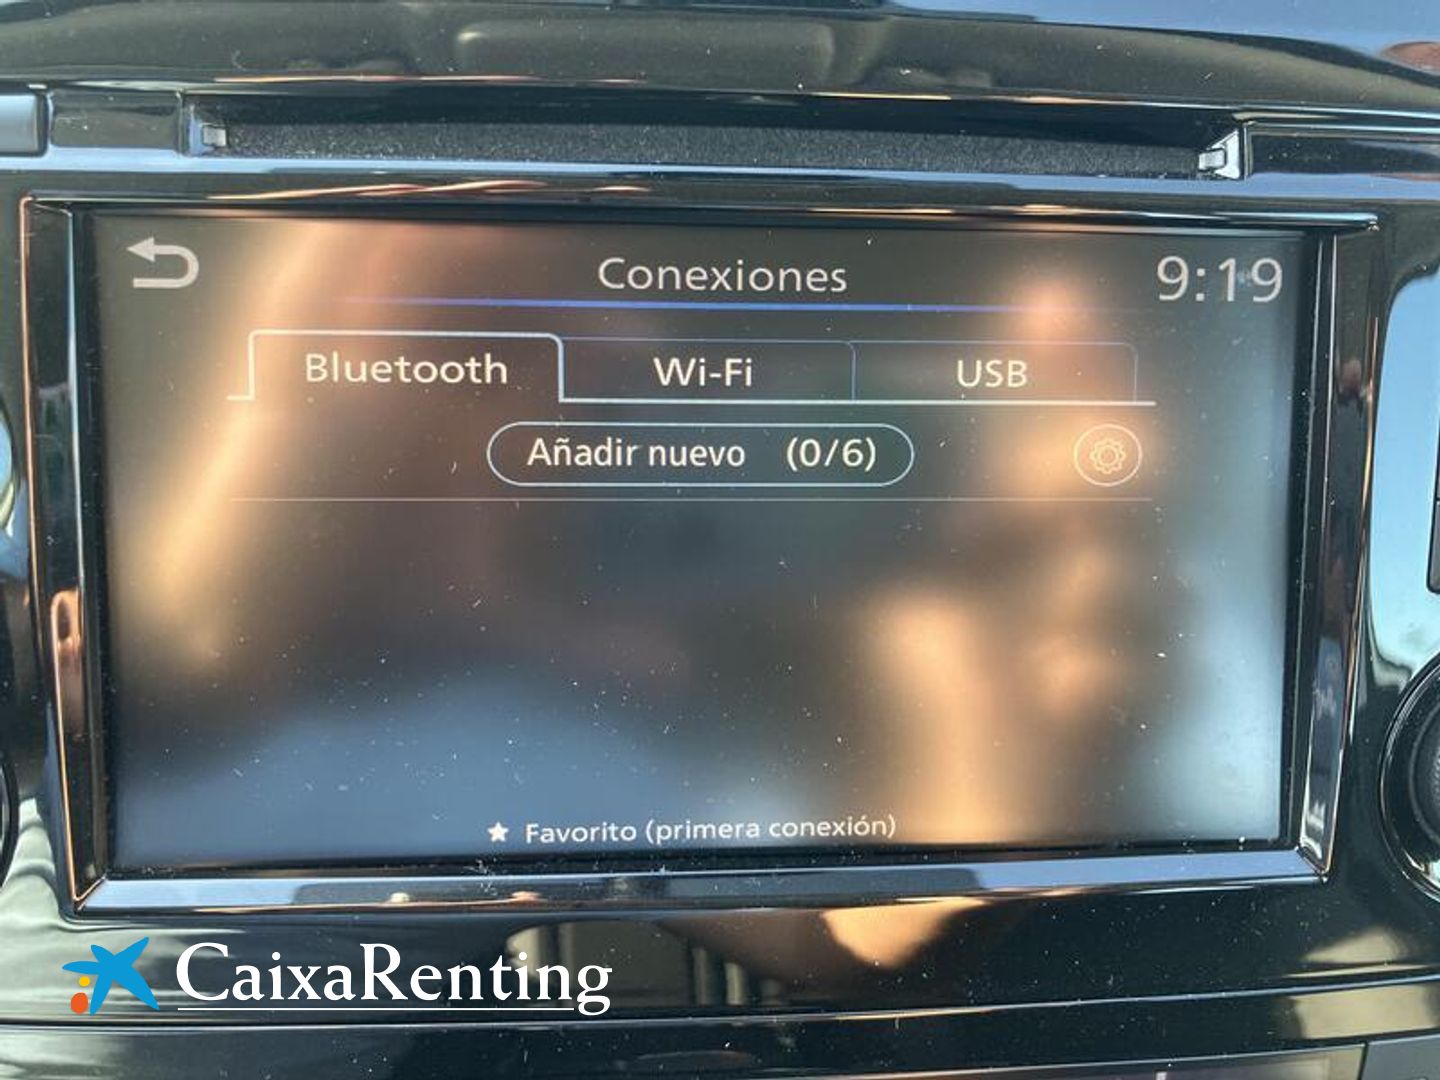 Conexiones
9:19
Bluetooth
Wi-Fi
USB
Añadir nuevo (0/6)
★ Favorito (primera conexión)
CaixaRenting